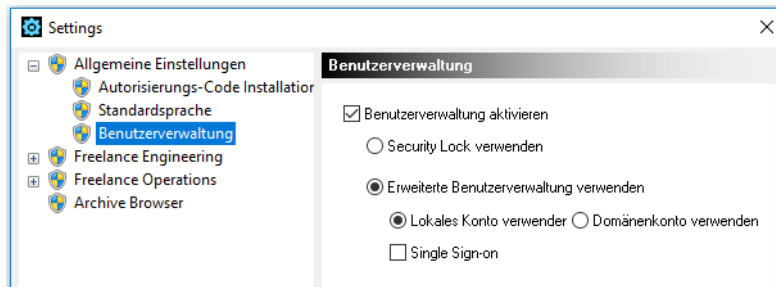 Settings
Allgemeine Einstellungen
Autorisierungs-Code Installation
Standardsprache
Benutzerverwaltung
Freelance Engineering
Freelance Operations
Archive Browser
Benutzerverwaltung
Benutzerverwaltung aktivieren
Security Lock verwenden
Erweiterte Benutzerverwaltung verwenden
Lokales Konto verwender Domänenkonto verwenden
Single Sign-on